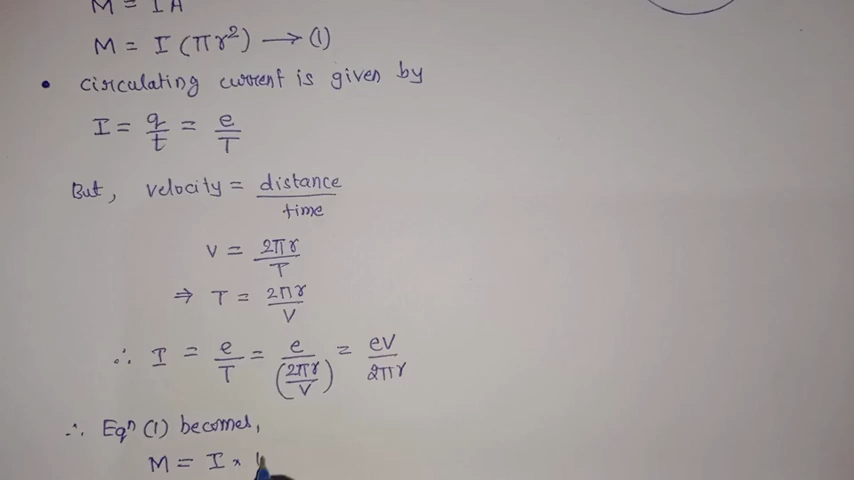 M = I A
M = I (πr²) → (1)
• Circulating current is given by
I = q/t = e/T
But, velocity = distance/time
V = 2πr/T
⇒ T = 2πr/V
∴ I = e/T = e/(2πr/V) = eV/2πr
∴ Eqⁿ (1) becomes,
M = I ×